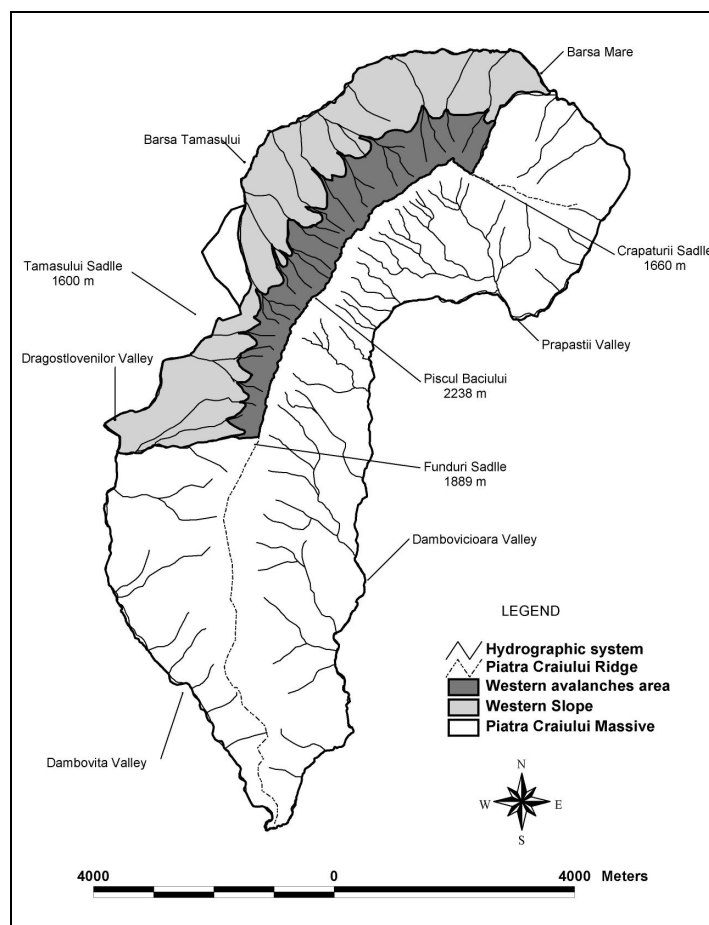 Barsa Mare
Barsa Tamasului
Crapaturii Sadlle
1660 m
Tamasului Sadlle
1600 m
Prapastii Valley
Dragostlovenilor Valley
Piscul Baciului
2238 m
Funduri Sadlle
1889 m
Dambovicioara Valley
LEGEND
Hydrographic system
Piatra Craiului Ridge
Western avalanches area
Western Slope
Piatra Craiului Massive
Dambovita Valley
N
W E
S
4000 0 4000 Meters